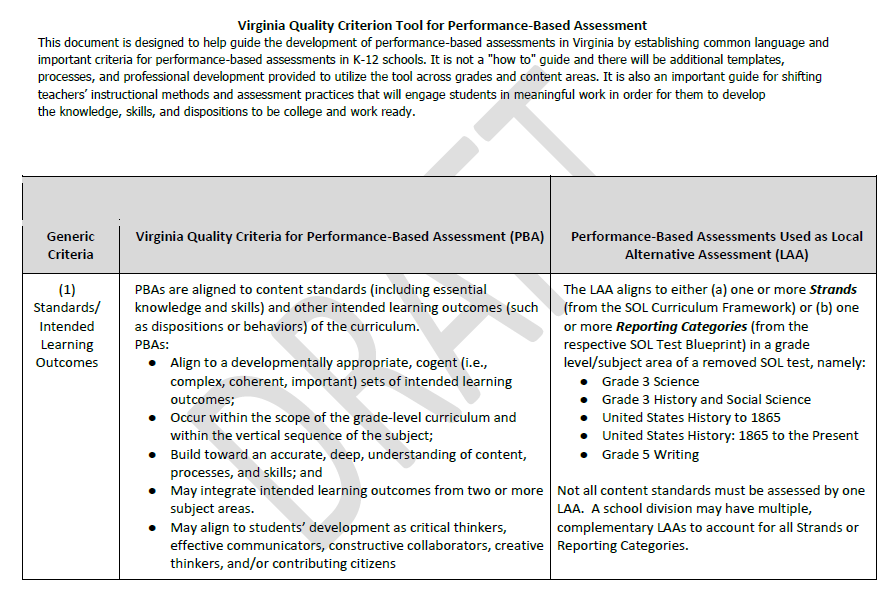 Virginia Quality Criterion Tool for Performance-Based Assessment
This document is designed to help guide the development of performance-based assessments in Virginia by establishing common language and
important criteria for performance-based assessments in K-12 schools. It is not a "how to" guide and there will be additional templates,
processes, and professional development provided to utilize the tool across grades and content areas. It is also an important guide for shifting
teachers’ instructional methods and assessment practices that will engage students in meaningful work in order for them to develop
the knowledge, skills, and dispositions to be college and work ready.
DRAFT
Generic
Criteria
Virginia Quality Criteria for Performance-Based Assessment (PBA)
Performance-Based Assessments Used as Local
Alternative Assessment (LAA)
(1)
Standards/
Intended
Learning
Outcomes
PBAs are aligned to content standards (including essential
knowledge and skills) and other intended learning outcomes (such
as dispositions or behaviors) of the curriculum.
PBAs:
● Align to a developmentally appropriate, cogent (i.e.,
complex, coherent, important) sets of intended learning
outcomes;
● Occur within the scope of the grade-level curriculum and
within the vertical sequence of the subject;
● Build toward an accurate, deep, understanding of content,
processes, and skills; and
● May integrate intended learning outcomes from two or more
subject areas.
● May align to students’ development as critical thinkers,
effective communicators, constructive collaborators, creative
thinkers, and/or contributing citizens
The LAA aligns to either (a) one or more Strands
(from the SOL Curriculum Framework) or (b) one
or more Reporting Categories (from the
respective SOL Test Blueprint) in a grade
level/subject area of a removed SOL test, namely:
● Grade 3 Science
● Grade 3 History and Social Science
● United States History to 1865
● United States History: 1865 to the Present
● Grade 5 Writing
Not all content standards must be assessed by one
LAA. A school division may have multiple,
complementary LAAs to account for all Strands or
Reporting Categories.